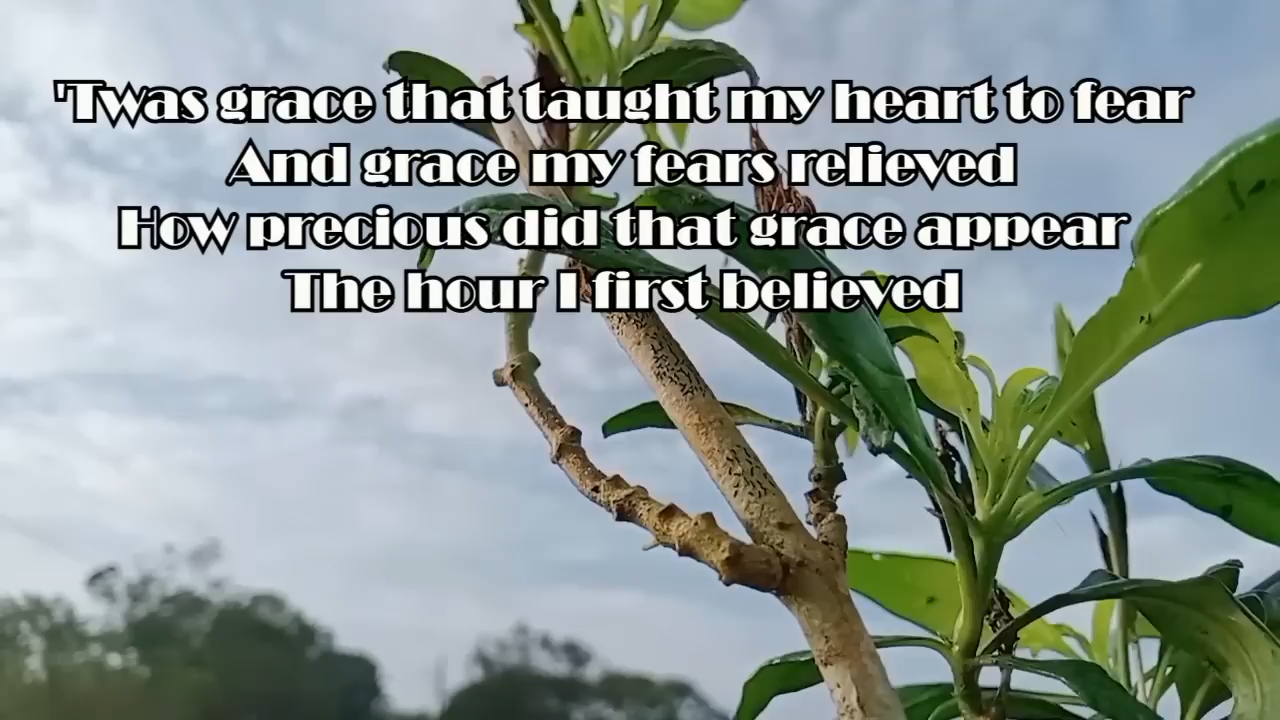 'Twas grace that taught my heart to fear
And grace my fears relieved
How precious did that grace appear
The hour I first believed